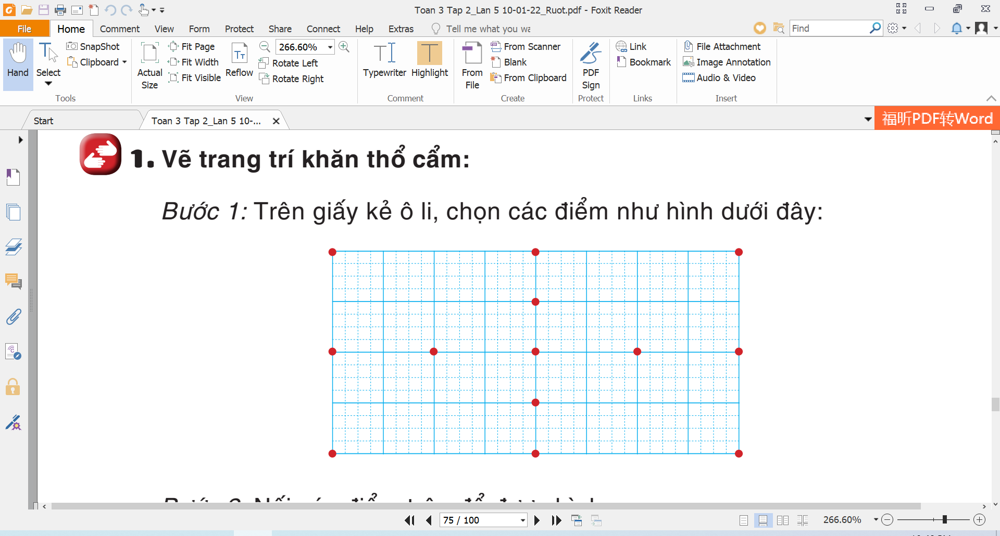 Toan 3 Tap 2_Lan 5 10-01-22_Ruot.pdf - Foxit Reader
File Home Comment View Form Protect Share Connect Help Extras Tell me what you wa Find
Hand
Select
SnapShot
Clipboard
Tools
Actual Size
Fit Page
Fit Width
Fit Visible
Reflow
266.60%
Rotate Left
Rotate Right
View
Typewriter
Highlight
Comment
From File
From Scanner
Blank
From Clipboard
Create
PDF Sign
Protect
Link
Bookmark
Links
File Attachment
Image Annotation
Audio & Video
Insert
Start
Toan 3 Tap 2_Lan 5 10-...
福昕PDF转Word
1. Vẽ trang trí khăn thổ cẩm:
Bước 1: Trên giấy kẻ ô li, chọn các điểm như hình dưới đây:
75 / 100
266.60%